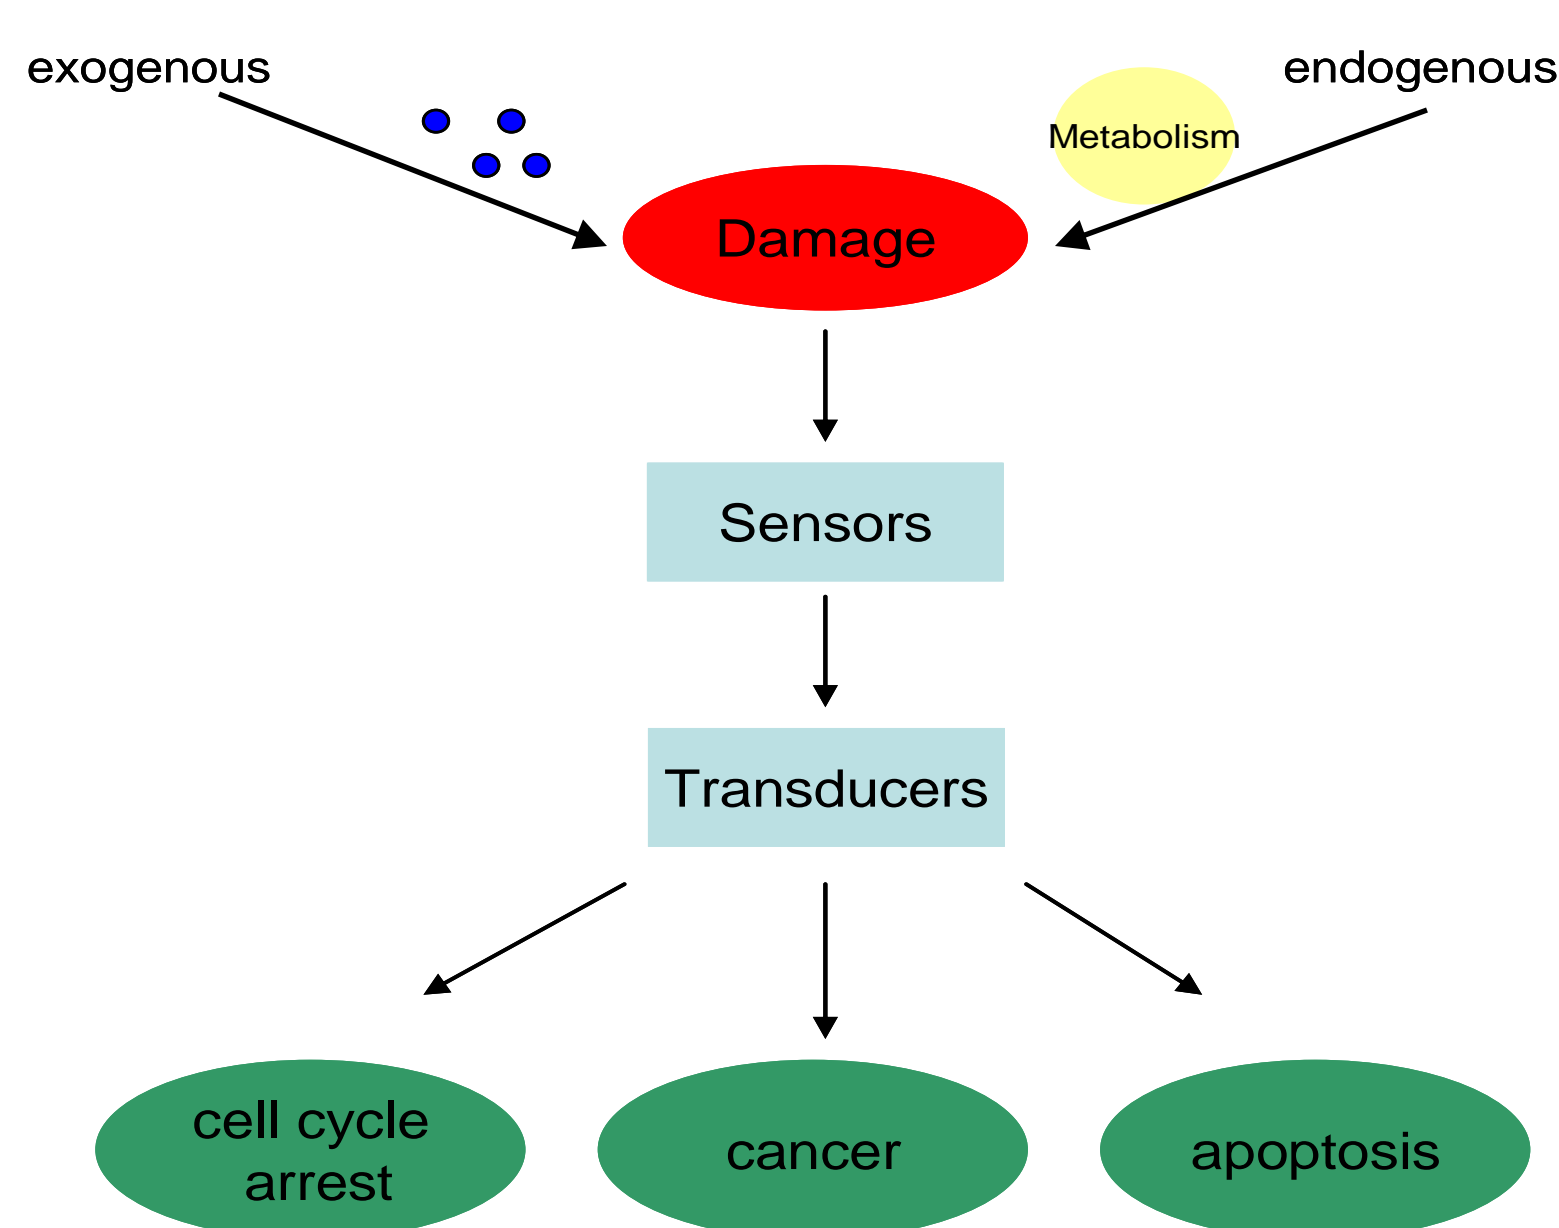 exogenous
endogenous
Metabolism
Damage
Sensors
Transducers
cell cycle
arrest
cancer
apoptosis